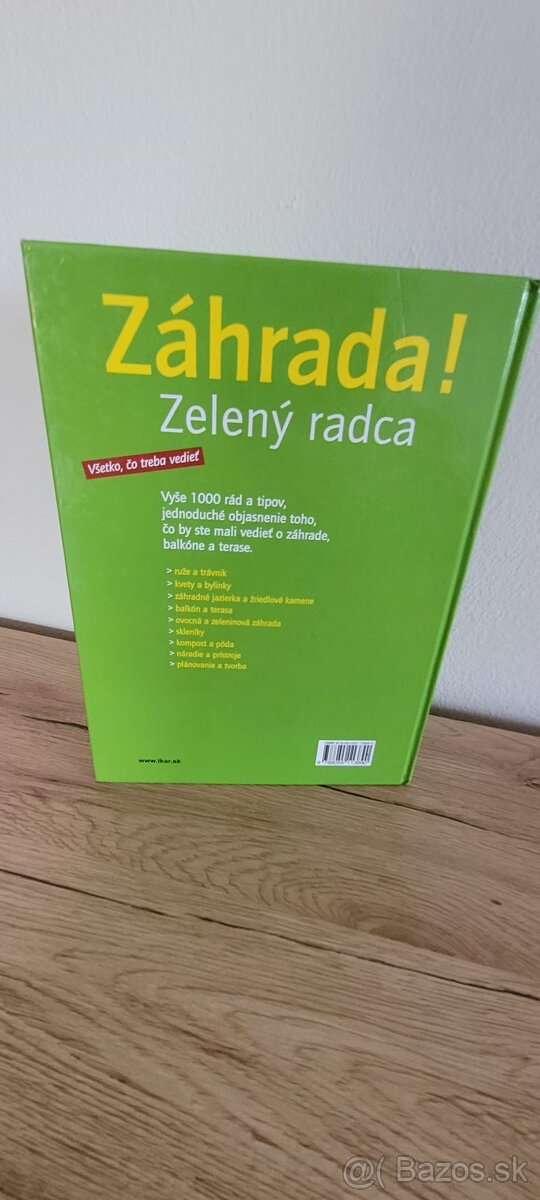 Záhrada!
Zelený radca
Všetko, čo treba vedieť
Vyše 1000 rád a tipov,
jednoduché objasnenie toho,
čo by ste mali vedieť o záhrade,
balkóne a terase.
> ruže a trávnik
> kvety a bylinky
> záhradné jazierka a žriedlové kamene
> balkón a terasa
> ovocná a zeleninová záhrada
> skleníky
> kompost a pôda
> náradie a prístroje
> plánovanie a tvorba
www.ikar.sk
@( Bazos.sk